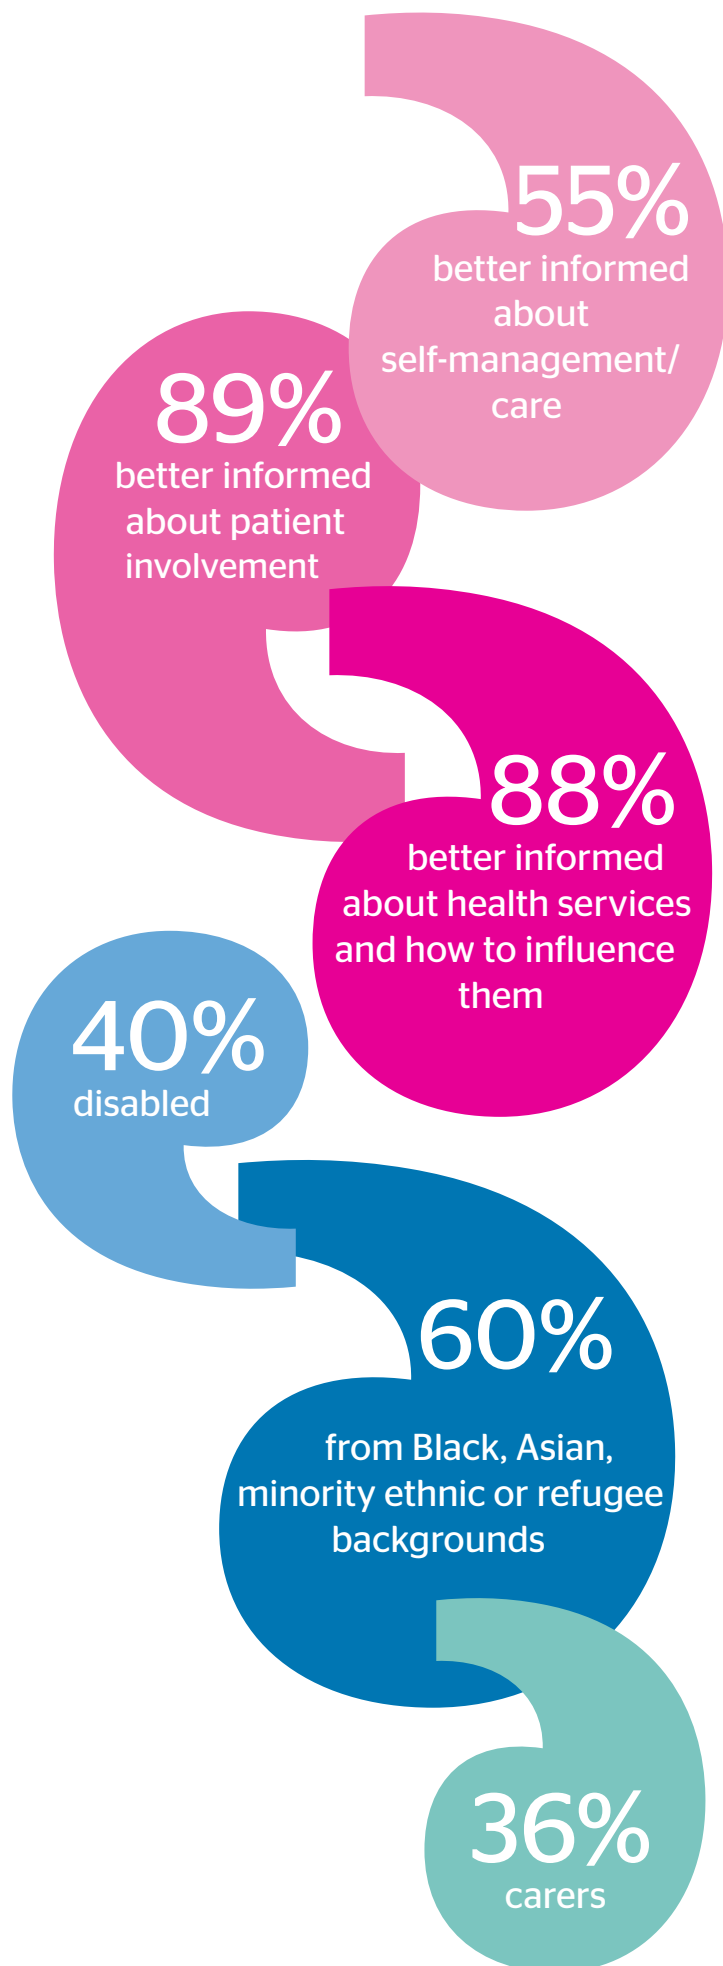 55%
better informed
about
self-management/
care
89%
better informed
about patient
involvement
88%
better informed
about health services
and how to influence
them
40%
disabled
60%
from Black, Asian,
minority ethnic or refugee
backgrounds
36%
carers